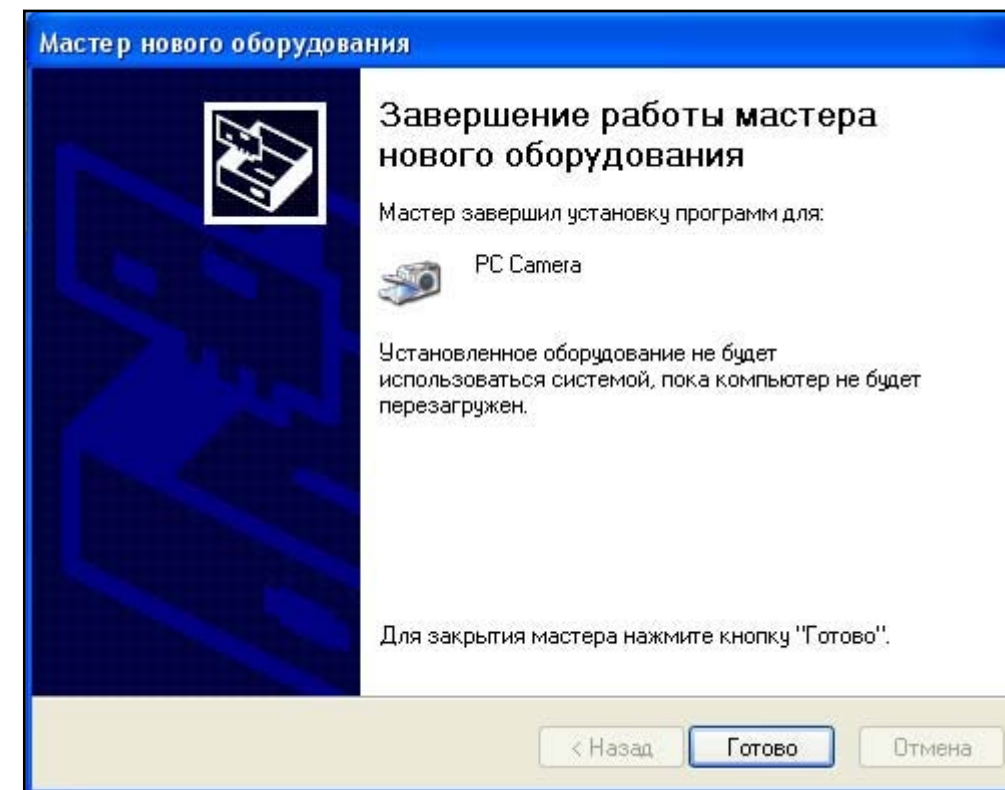 Мастер нового оборудования
Завершение работы мастера
нового оборудования
Мастер завершил установку программ для:
PC Camera
Установленное оборудование не будет
использоваться системой, пока компьютер не будет
перезагружен.
Для закрытия мастера нажмите кнопку "Готово".
< Назад
Готово
Отмена